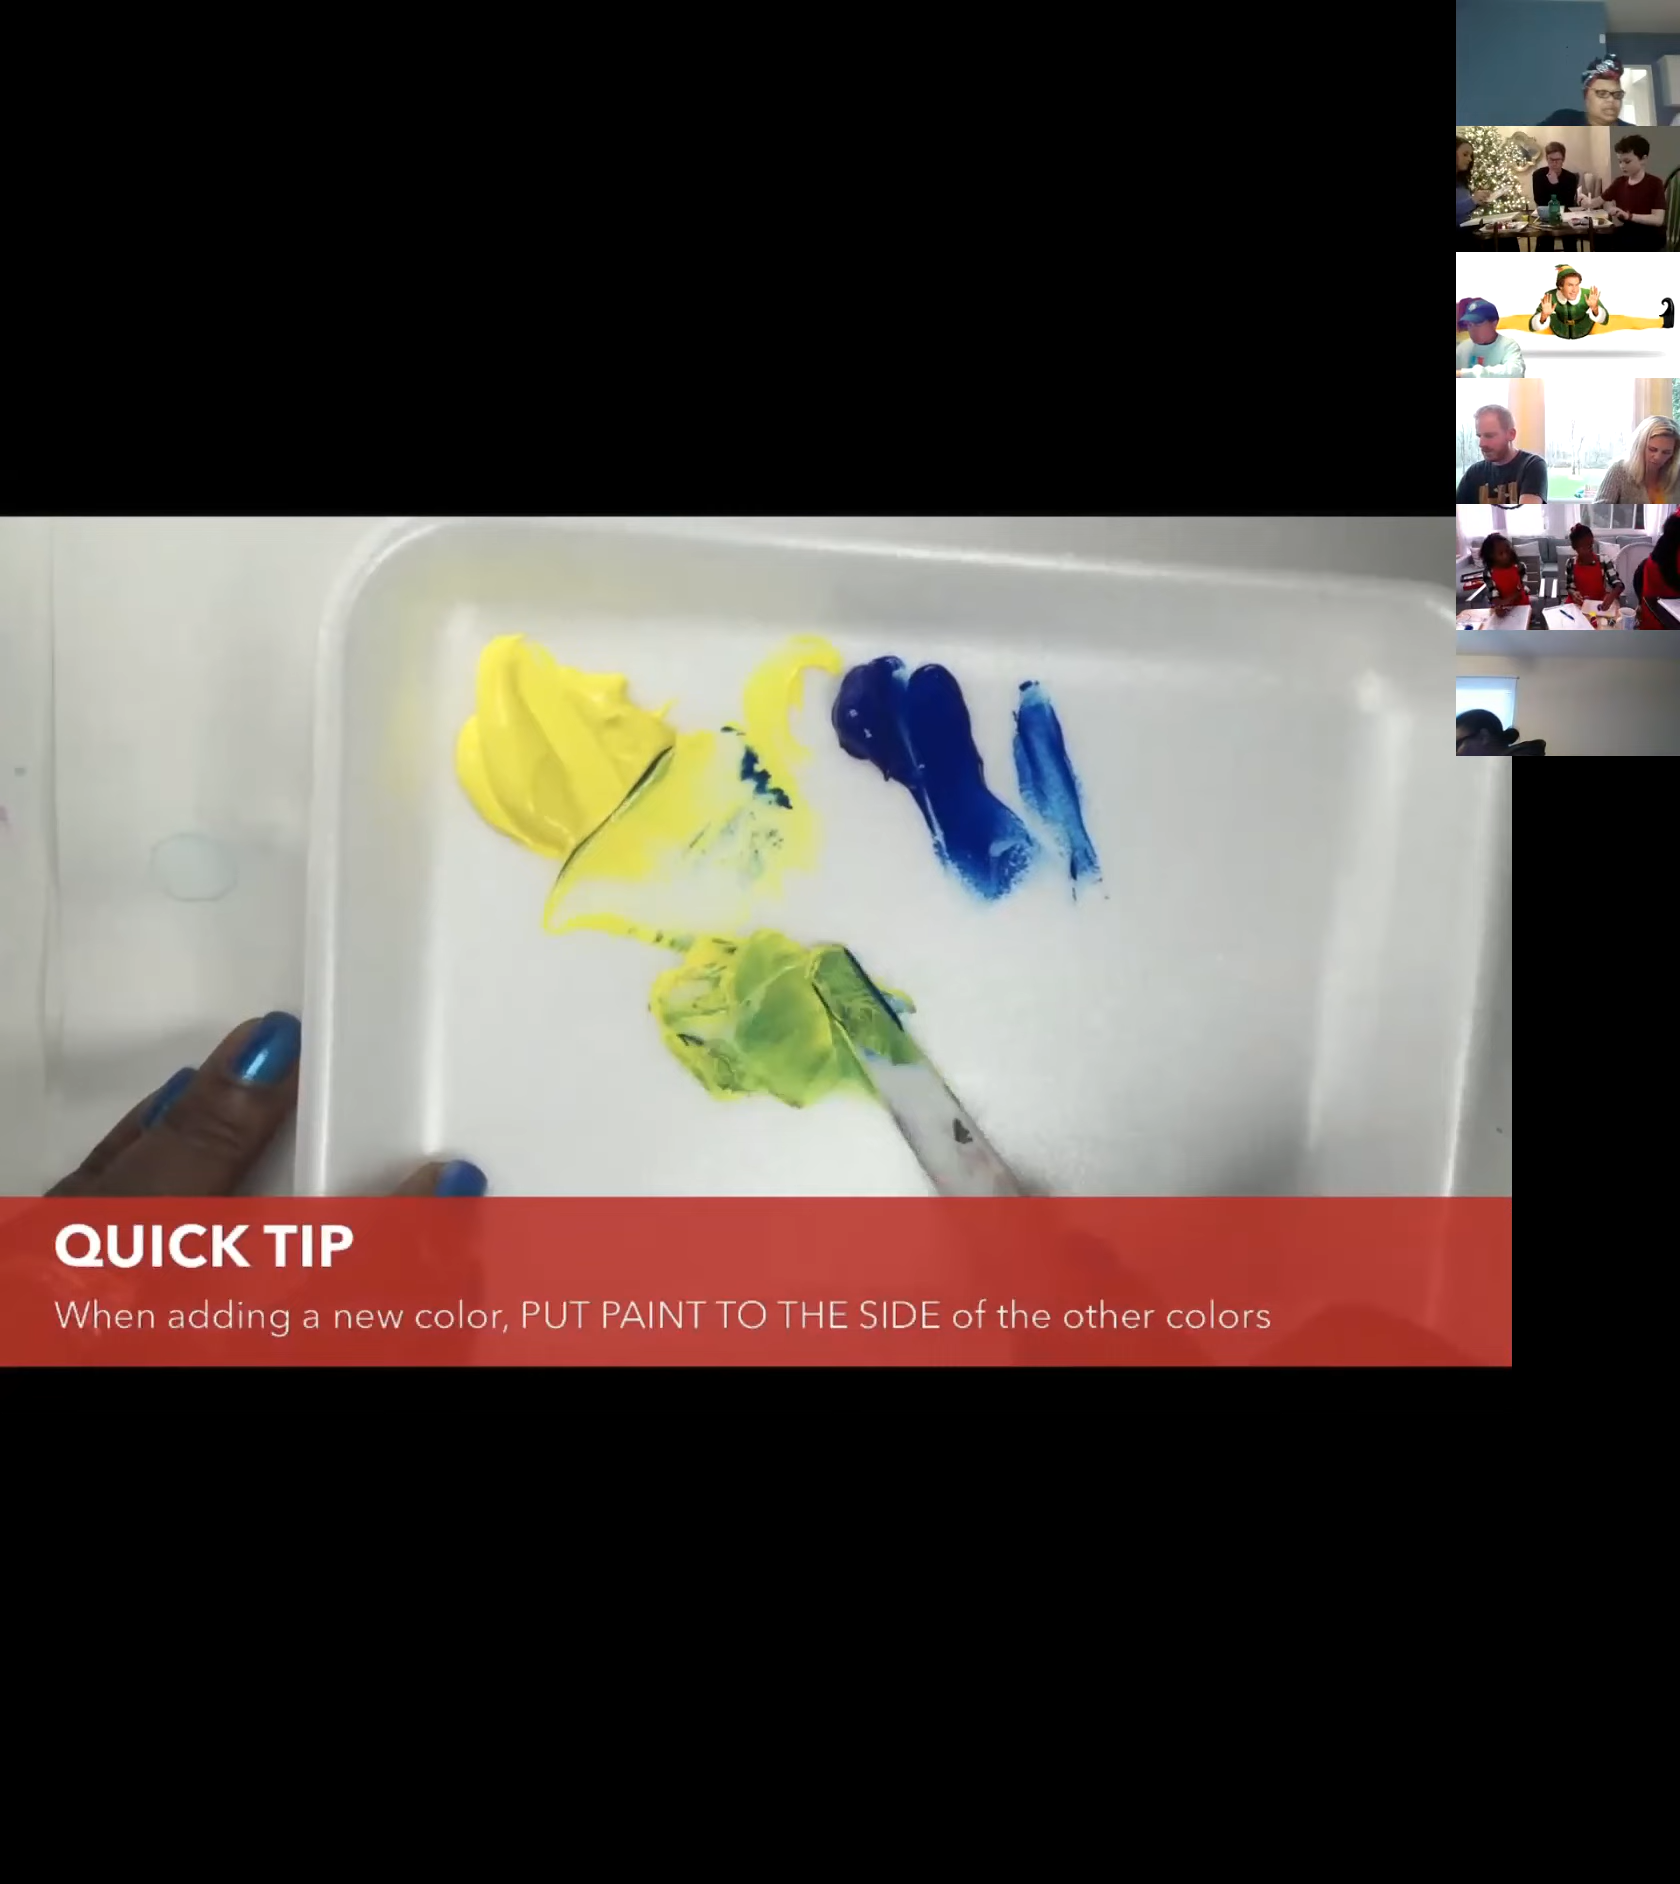 QUICK TIP
When adding a new color, PUT PAINT TO THE SIDE of the other colors